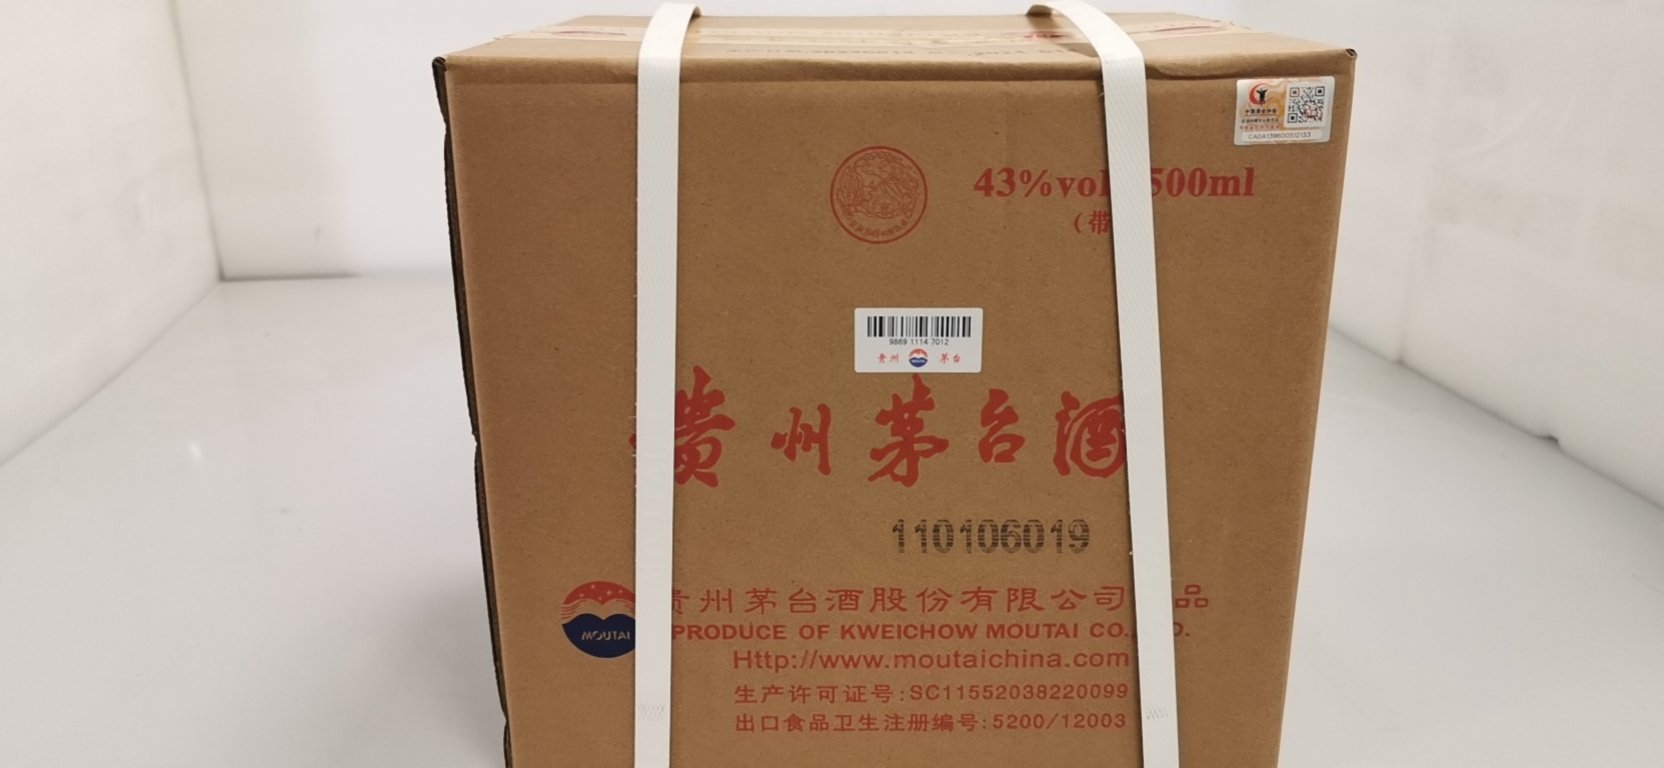 43%vol 500ml
(带
9869 1114 7012
贵州 MOUTAI 茅台
贵州茅台酒
110106019
MOUTAI
贵州茅台酒股份有限公司 品
PRODUCE OF KWEICHOW MOUTAI CO.,
Http://www.moutaichina.com
生产许可证号:SC11552038220099
出口食品卫生注册编号:5200/12003